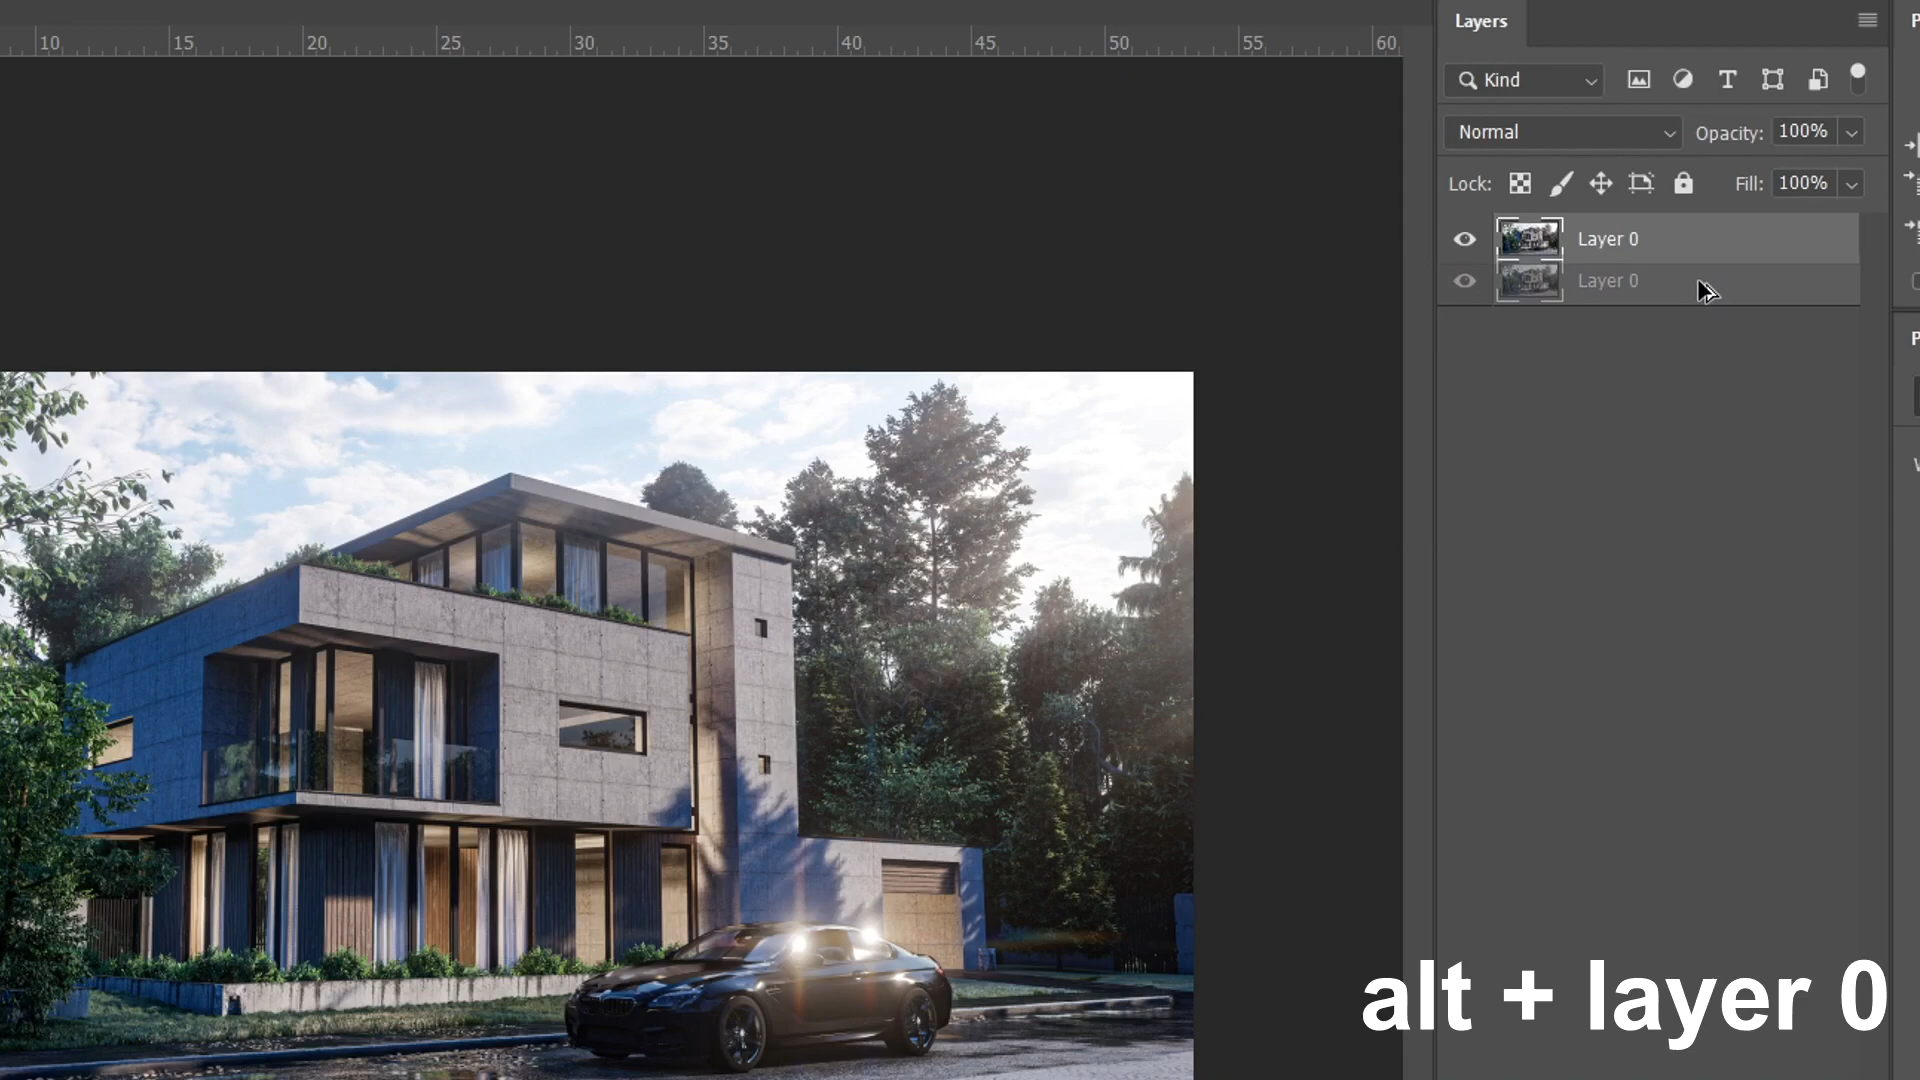 Layers
10 15 20 25 30 35 40 45 50 55 60
Kind
Normal Opacity: 100%
Lock: Fill: 100%
Layer 0
Layer 0
alt + layer 0